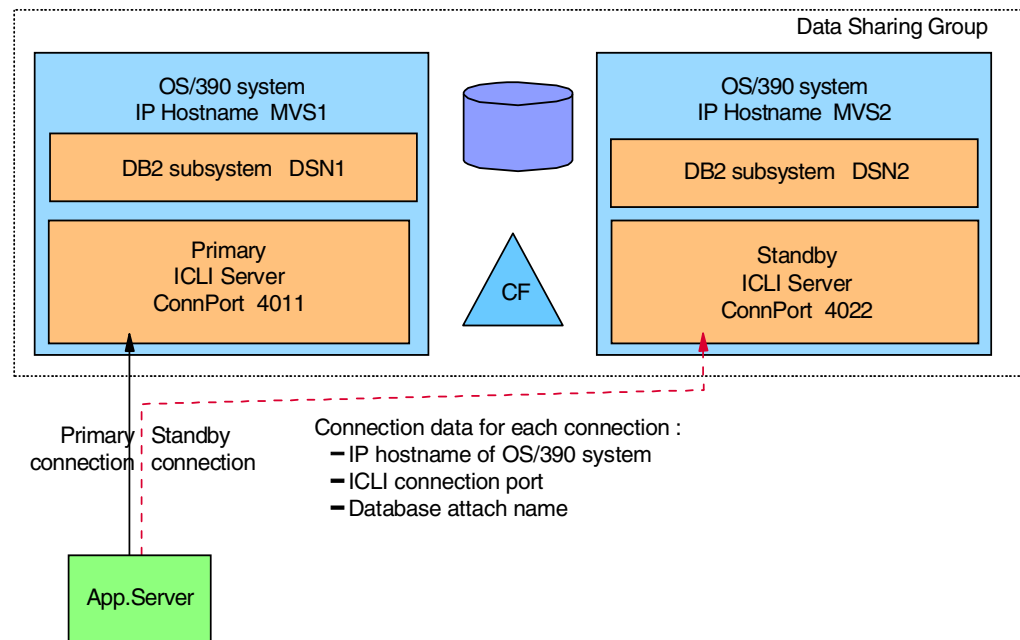 Data Sharing Group
OS/390 system
IP Hostname MVS1
DB2 subsystem DSN1
Primary
ICLI Server
ConnPort 4011
CF
OS/390 system
IP Hostname MVS2
DB2 subsystem DSN2
Standby
ICLI Server
ConnPort 4022
Primary
connection
Standby
connection
Connection data for each connection :
– IP hostname of OS/390 system
– ICLI connection port
– Database attach name
App.Server